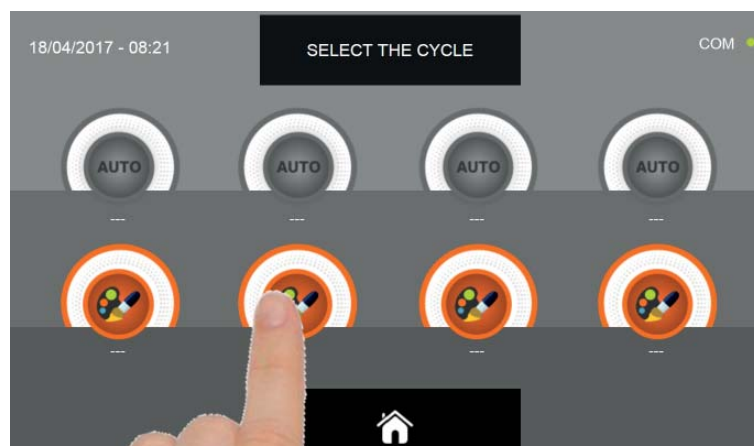 18/04/2017 - 08:21
SELECT THE CYCLE
COM
AUTO
AUTO
AUTO
AUTO
---
---
---
---
---
---
---